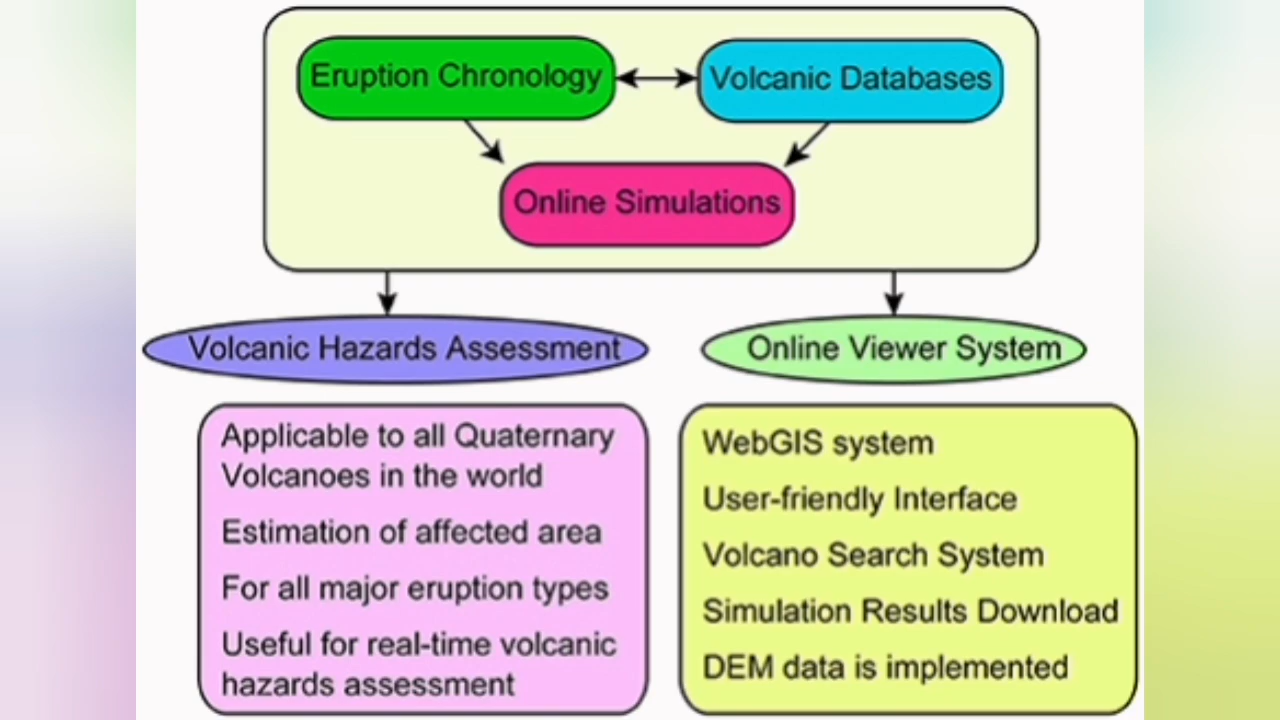 Eruption Chronology
Volcanic Databases
Online Simulations
Volcanic Hazards Assessment
Online Viewer System
Applicable to all Quaternary
Volcanoes in the world
Estimation of affected area
For all major eruption types
Useful for real-time volcanic
hazards assessment
WebGIS system
User-friendly Interface
Volcano Search System
Simulation Results Download
DEM data is implemented